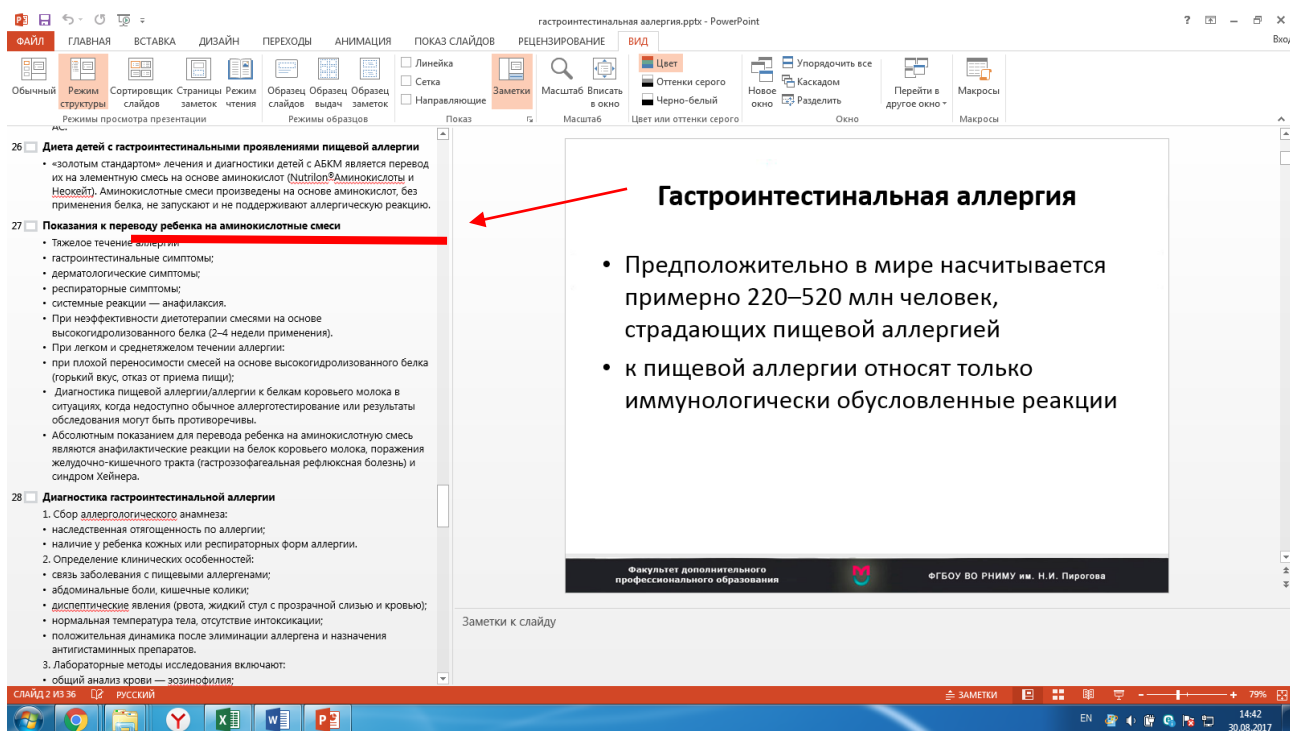 гастроинтестинальная аалергия.pptx - PowerPoint
ФАЙЛ ГЛАВНАЯ ВСТАВКА ДИЗАЙН ПЕРЕХОДЫ АНИМАЦИЯ ПОКАЗ СЛАЙДОВ РЕЦЕНЗИРОВАНИЕ ВИД
Обычный
Режим структуры
Сортировщик слайдов
Страницы заметок
Режим чтения
Режимы просмотра презентации
Образец слайдов
Образец выдач
Образец заметок
Режимы образцов
Линейка
Сетка
Направляющие
Показ
Заметки
Масштаб
Вписать в окно
Масштаб
Цвет
Оттенки серого
Черно-белый
Цвет или оттенки серого
Новое окно
Упорядочить все
Каскадом
Разделить
Перейти в другое окно
Окно
Макросы
Макросы
26 Диета детей с гастроинтестинальными проявлениями пищевой аллергии
• «золотым стандартом» лечения и диагностики детей с АБКМ является перевод
их на элементную смесь на основе аминокислот (Nutrilon®Аминокислоты и
Неокейт). Аминокислотные смеси произведены на основе аминокислот, без
применения белка, не запускают и не поддерживают аллергическую реакцию.
27 Показания к переводу ребенка на аминокислотные смеси
• Тяжелое течение аллергии
• гастроинтестинальные симптомы;
• дерматологические симптомы;
• респираторные симптомы;
• системные реакции — анафилаксия.
• При неэффективности диетотерапии смесями на основе
высокогидролизованного белка (2–4 недели применения).
• При легком и среднетяжелом течении аллергии:
• при плохой переносимости смесей на основе высокогидролизованного белка
(горький вкус, отказ от приема пищи);
• Диагностика пищевой аллергии/аллергии к белкам коровьего молока в
ситуациях, когда недоступно обычное аллерготестирование или результаты
обследования могут быть противоречивы.
• Абсолютным показанием для перевода ребенка на аминокислотную смесь
являются анафилактические реакции на белок коровьего молока, поражения
желудочно-кишечного тракта (гастроэзофагеальная рефлюксная болезнь) и
синдром Хейнера.
28 Диагностика гастроинтестинальной аллергии
1. Сбор аллергологического анамнеза:
• наследственная отягощенность по аллергии;
• наличие у ребенка кожных или респираторных форм аллергии.
2. Определение клинических особенностей:
• связь заболевания с пищевыми аллергенами;
• абдоминальные боли, кишечные колики;
• диспептические явления (рвота, жидкий стул с прозрачной слизью и кровью);
• нормальная температура тела, отсутствие интоксикации;
• положительная динамика после элиминации аллергена и назначения
антигистаминных препаратов.
3. Лабораторные методы исследования включают:
• общий анализ крови — эозинофилия;
Гастроинтестинальная аллергия
• Предположительно в мире насчитывается
примерно 220–520 млн человек,
страдающих пищевой аллергией
• к пищевой аллергии относят только
иммунологически обусловленные реакции
Факультет дополнительного
профессионального образования
ФГБОУ ВО РНИМУ им. Н.И. Пирогова
Заметки к слайду
СЛАЙД 2 ИЗ 36 РУССКИЙ ЗАМЕТКИ 79%
EN 14:42
30.08.2017